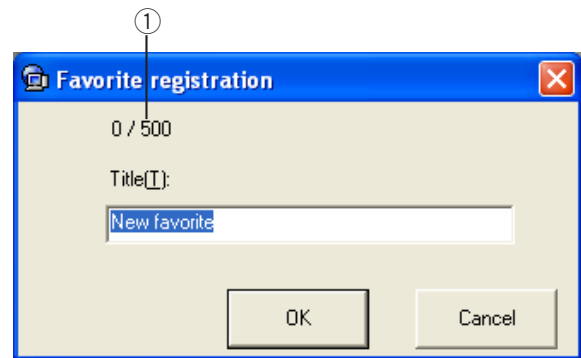 ①
Favorite registration
0 / 500
Title(T):
New favorite
OK Cancel